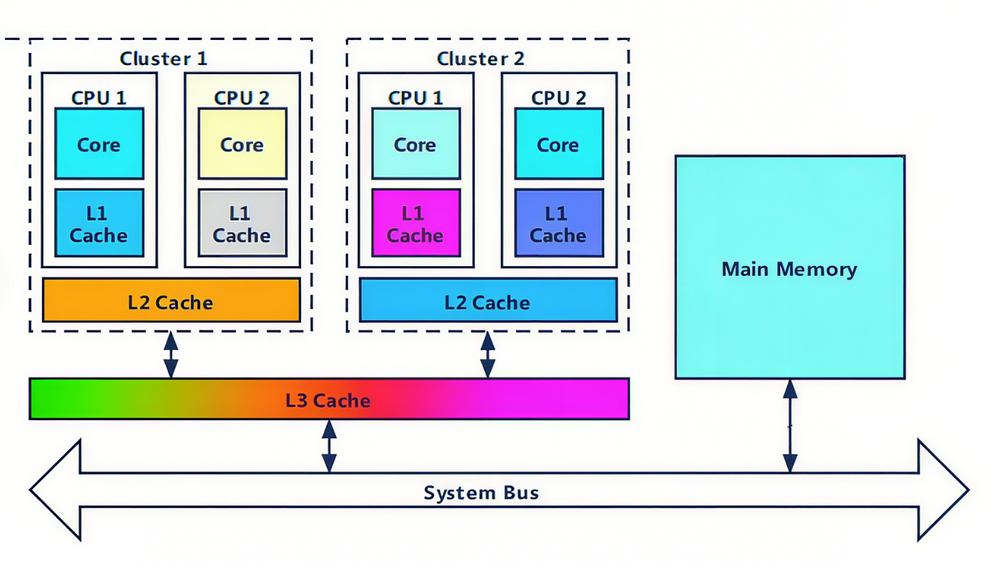 Cluster 1
Cluster 2
CPU 1
CPU 2
CPU 1
CPU 2
Core
Core
Core
Core
L1
Cache
L1
Cache
L1
Cache
L1
Cache
L2 Cache
L2 Cache
Main Memory
L3 Cache
System Bus